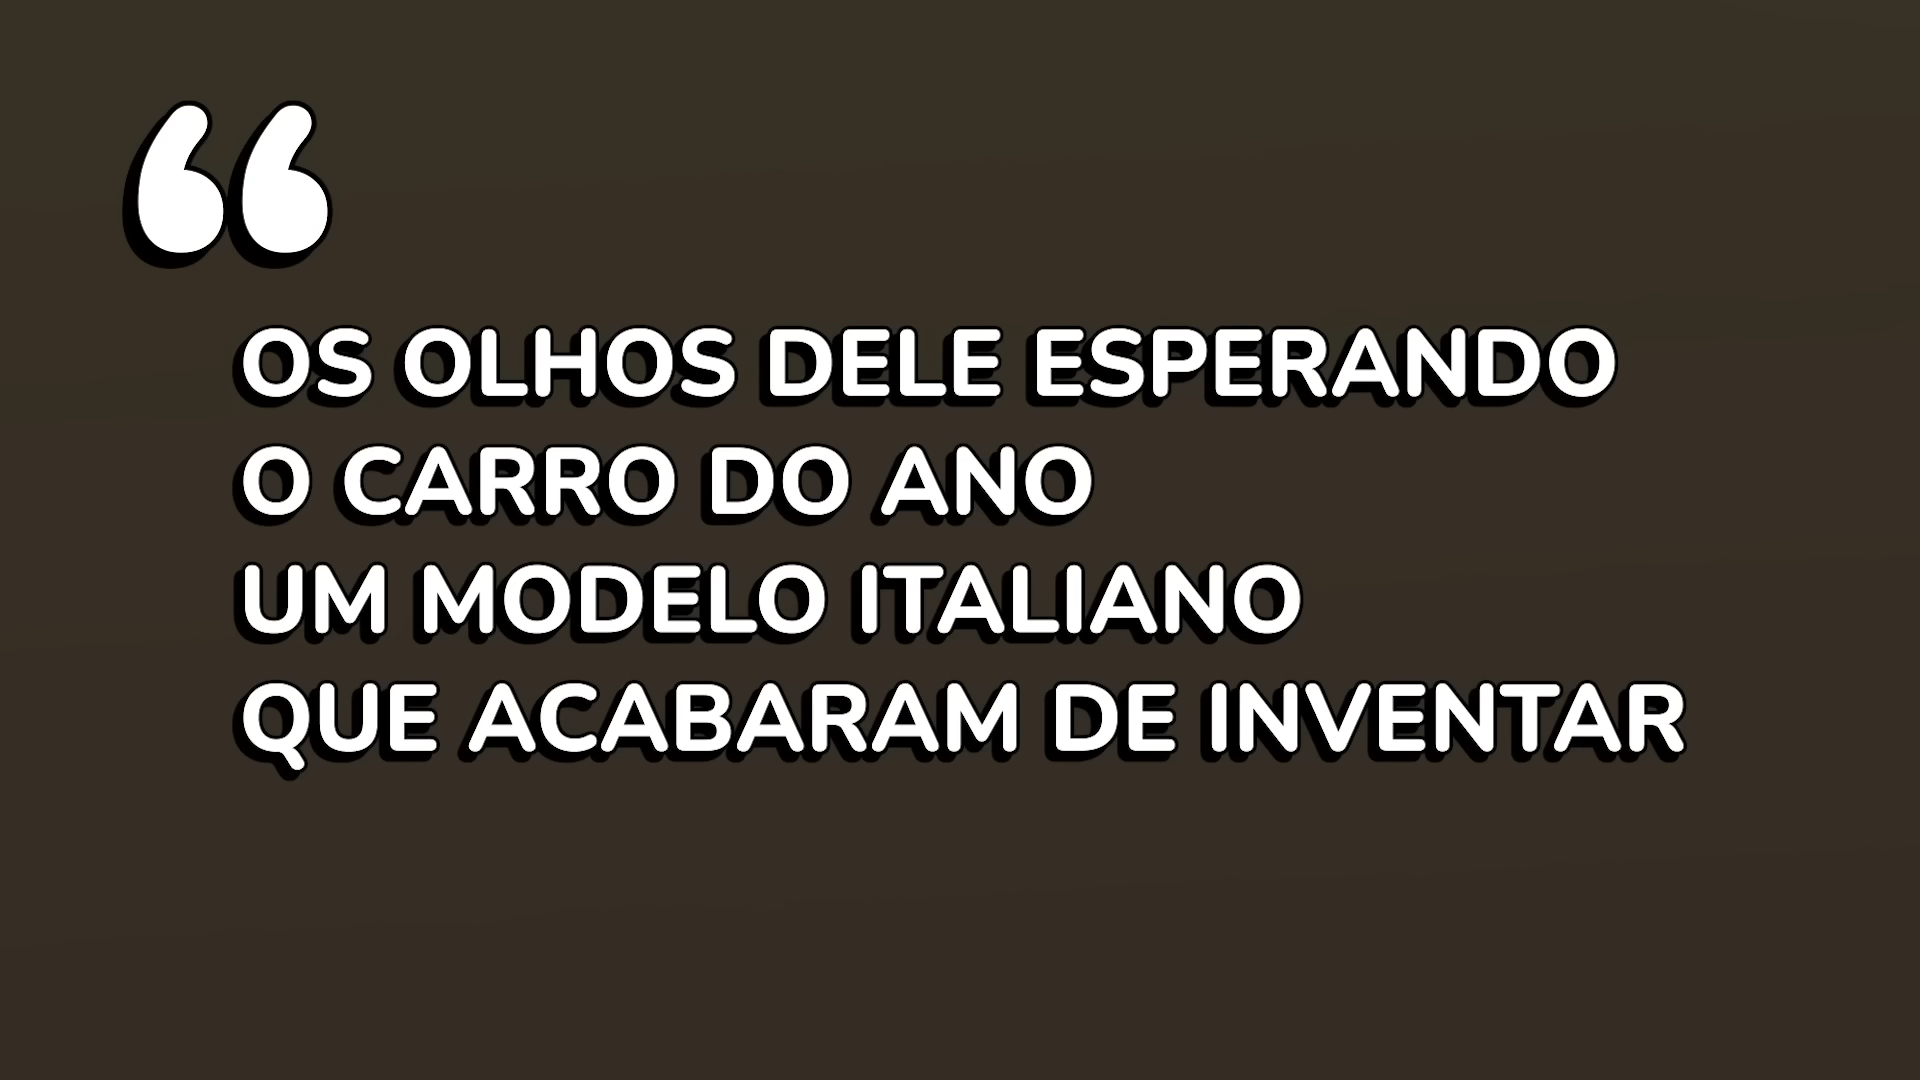 “
OS OLHOS DELE ESPERANDO
O CARRO DO ANO
UM MODELO ITALIANO
QUE ACABARAM DE INVENTAR